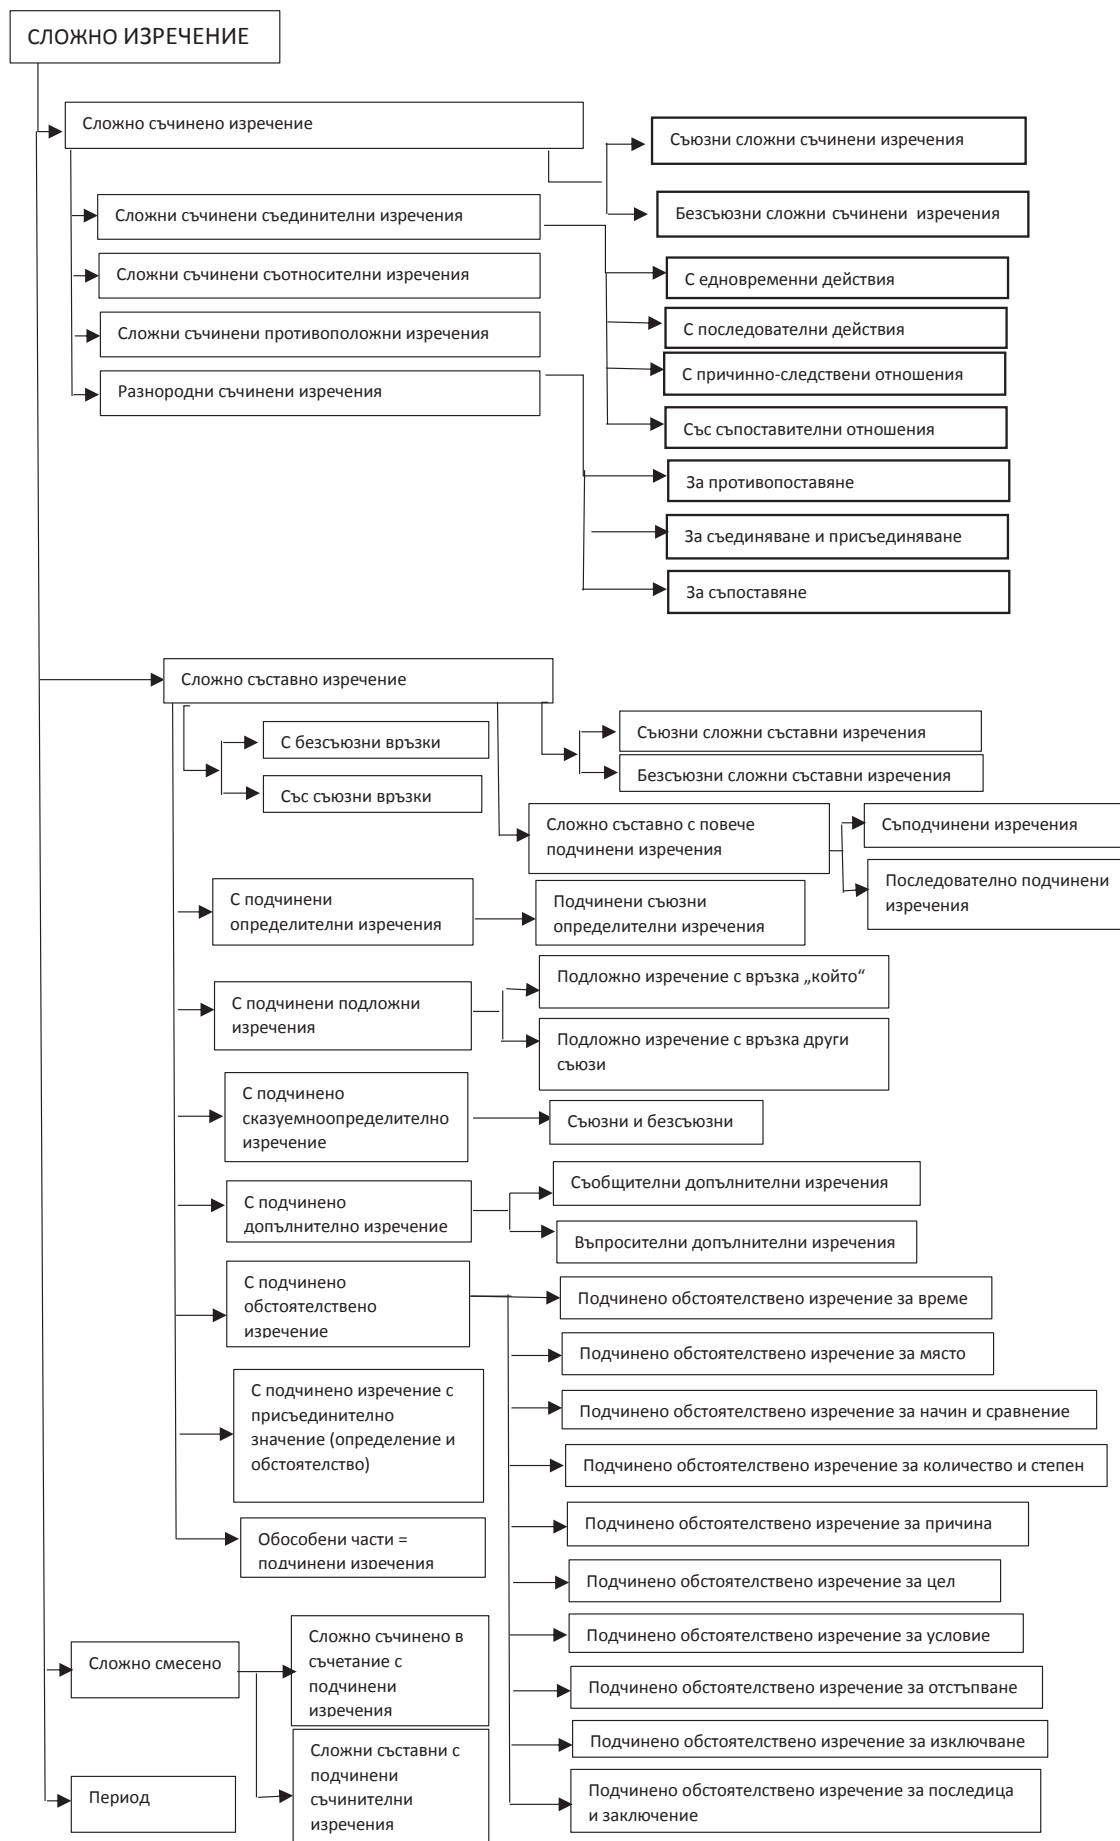 СЛОЖНО ИЗРЕЧЕНИЕ
Сложно съчинено изречение
Съюзни сложни съчинени изречения
Безсъюзни сложни съчинени изречения
Сложни съчинени съединителни изречения
Сложни съчинени съотносителни изречения
Сложни съчинени противоположни изречения
Разнородни съчинени изречения
С едновременни действия
С последователни действия
С причинно-следствени отношения
Със съпоставителни отношения
За противопоставяне
За съединяване и присъединяване
За съпоставяне
Сложно съставно изречение
С безсъюзни връзки
Със съюзни връзки
Съюзни сложни съставни изречения
Безсъюзни сложни съставни изречения
Сложно съставно с повече
подчинени изречения
Съподчинени изречения
Последователно подчинени
изречения
С подчинени
определителни изречения
Подчинени съюзни
определителни изречения
С подчинени подложни
изречения
Подложно изречение с връзка „който“
Подложно изречение с връзка други
съюзи
С подчинено
сказуемноопределително
изречение
Съюзни и безсъюзни
С подчинено
допълнително изречение
Съобщителни допълнителни изречения
Въпросителни допълнителни изречения
С подчинено
обстоятелствено
изречение
Подчинено обстоятелствено изречение за време
Подчинено обстоятелствено изречение за място
Подчинено обстоятелствено изречение за начин и сравнение
Подчинено обстоятелствено изречение за количество и степен
Подчинено обстоятелствено изречение за причина
Подчинено обстоятелствено изречение за цел
Подчинено обстоятелствено изречение за условие
Подчинено обстоятелствено изречение за отстъпване
Подчинено обстоятелствено изречение за изключване
Подчинено обстоятелствено изречение за последица
и заключение
С подчинено изречение с
присъединително
значение (определение и
обстоятелство)
Обособени части =
подчинени изречения
Сложно смесено
Сложно съчинено в
съчетание с
подчинени
изречения
Сложни съставни с
подчинени
съчинителни
изречения
Период